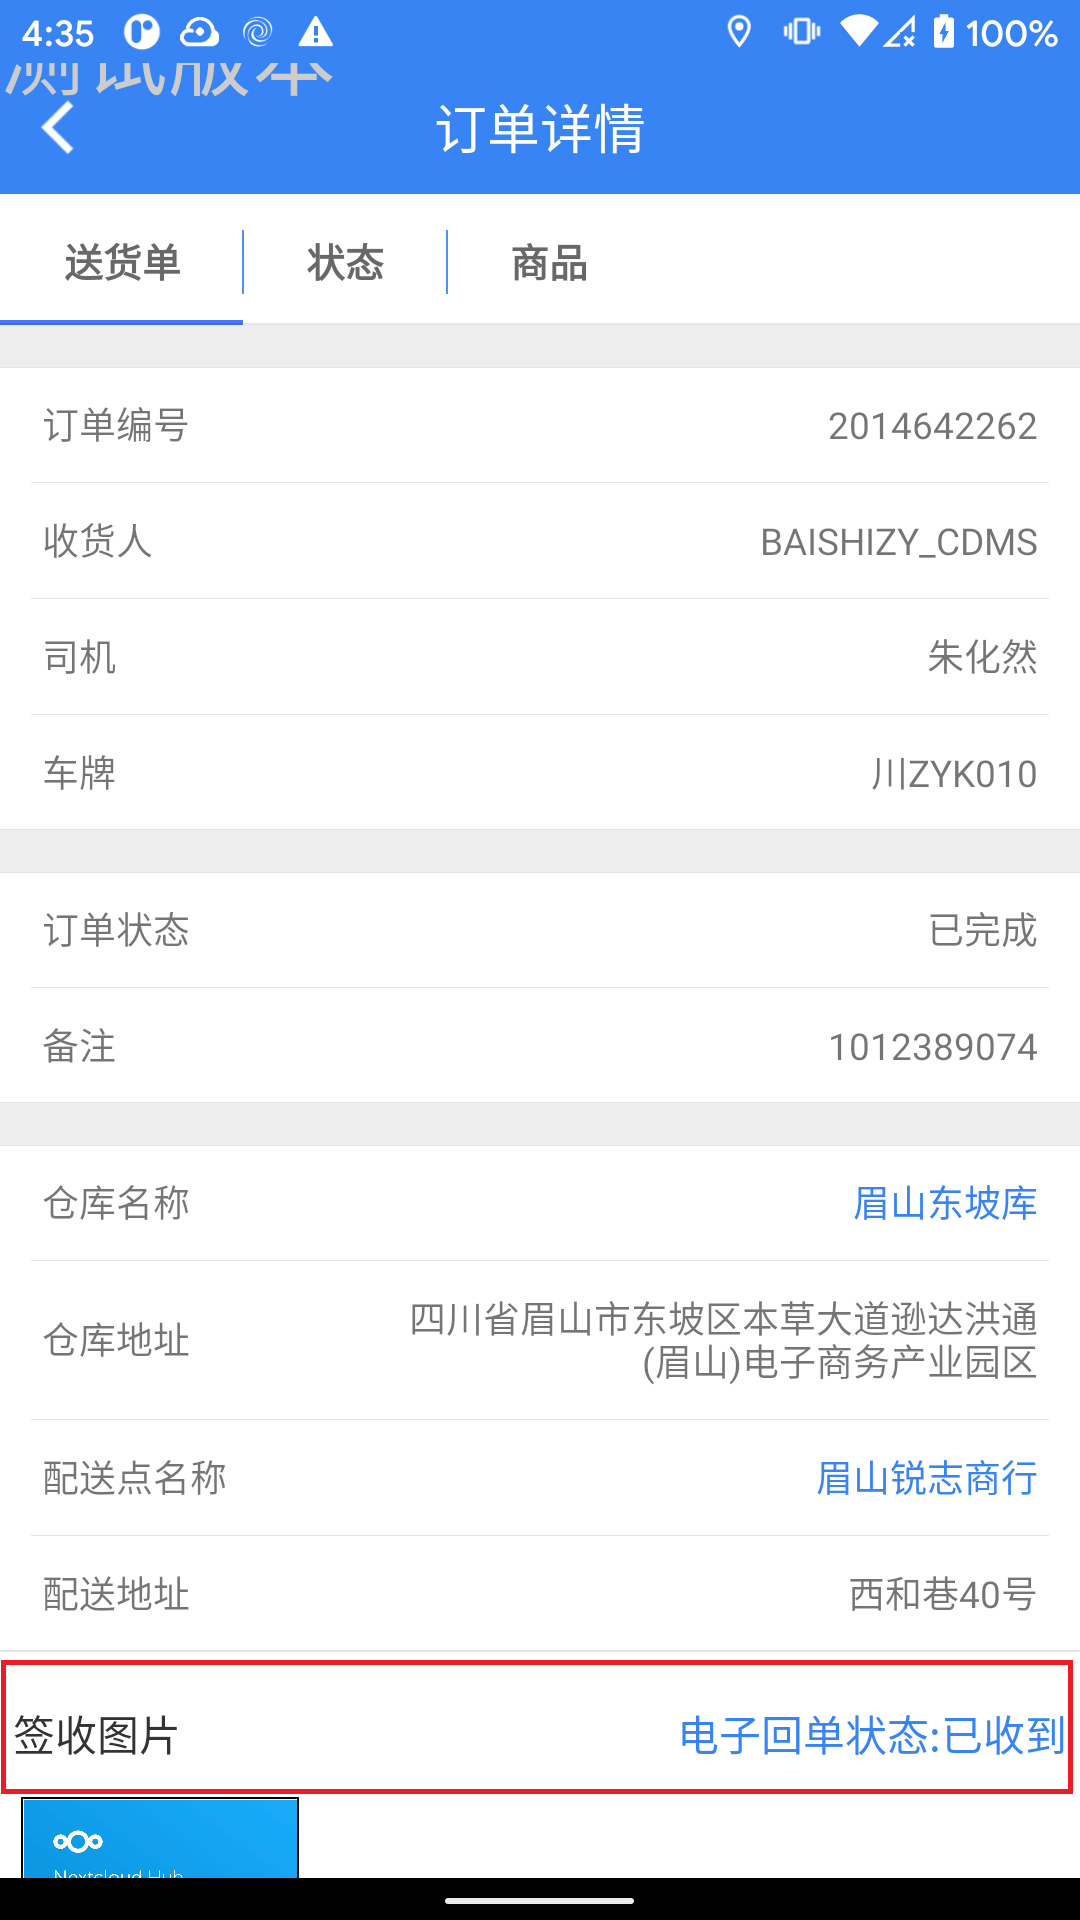 4:35
100%
测试版本
订单详情
送货单
状态
商品
订单编号
2014642262
收货人
BAISHIZY_CDMS
司机
朱化然
车牌
川ZYK010
订单状态
已完成
备注
1012389074
仓库名称
眉山东坡库
仓库地址
四川省眉山市东坡区本草大道逊达洪通
(眉山)电子商务产业园区
配送点名称
眉山锐志商行
配送地址
西和巷40号
签收图片
电子回单状态:已收到
Nextcloud Hub